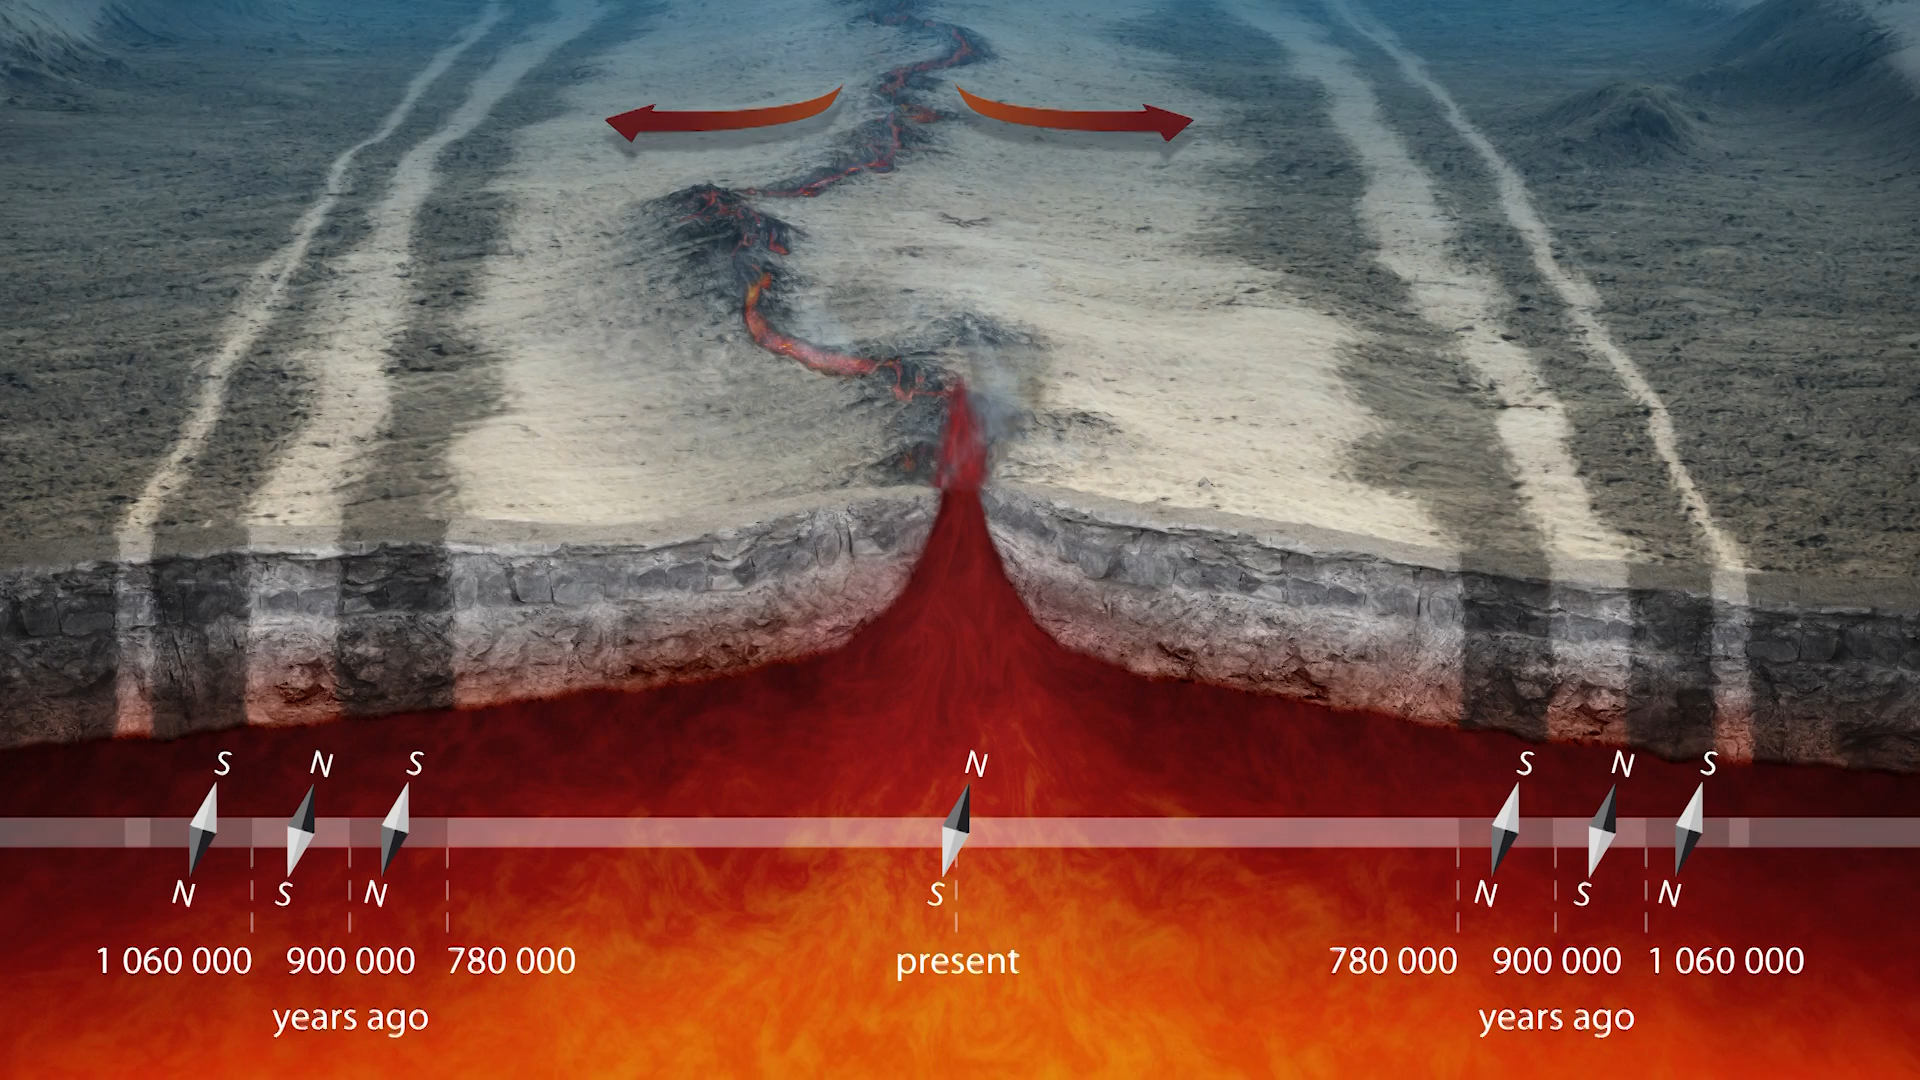 S N S N S N S
N S N S N S N
1 060 000 900 000 780 000 present 780 000 900 000 1 060 000
years ago years ago